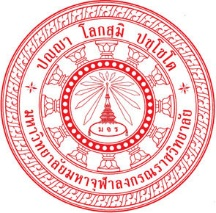 ปญฺญา โลกสฺมิ ปชฺโชโต
มจร
มหาวิทยาลัยมหาจุฬาลงกรณราชวิทยาลัย